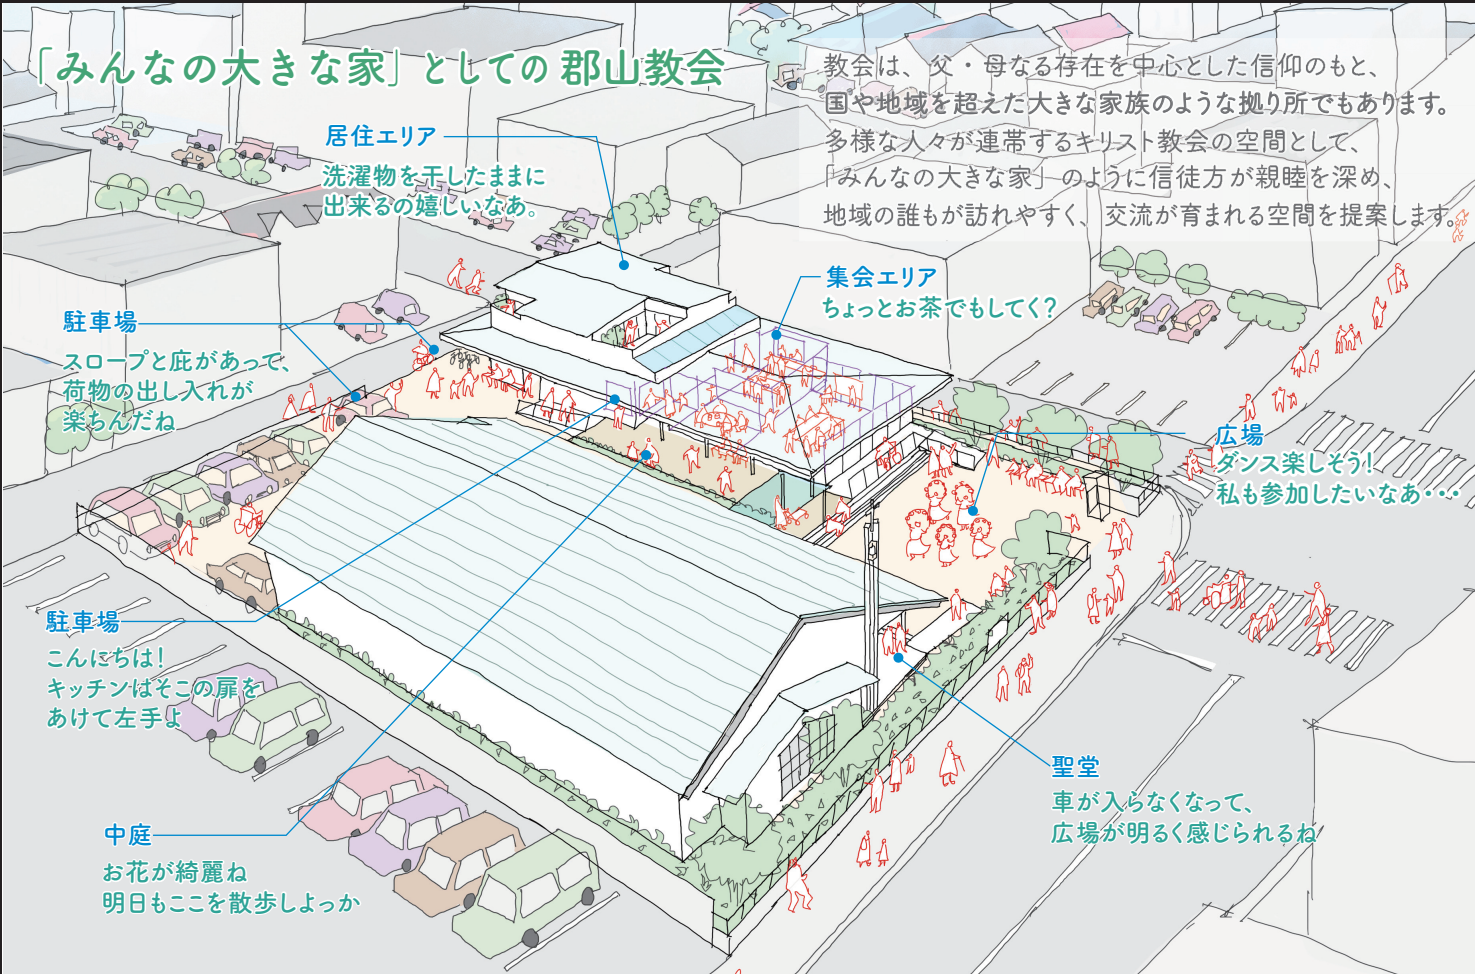 「みんなの大きな家」としての 郡山教会
教会は、父・母なる存在を中心とした信仰のもと、
国や地域を超えた大きな家族のような拠り所でもあります。
多様な人々が連帯するキリスト教会の空間として、
「みんなの大きな家」のように信徒方が親睦を深め、
地域の誰もが訪れやすく、交流が育まれる空間を提案します。
居住エリア
洗濯物を干したままに
出来るの嬉しいなあ。
集会エリア
ちょっとお茶でもしてく?
駐車場
スロープと庇があって、
荷物の出し入れが
楽ちんだね
広場
ダンス楽しそう!
私も参加したいなあ・・・
駐車場
こんにちは!
キッチンはそこの扉を
あけて左手よ
聖堂
車が入らなくなって、
広場が明るく感じられるね
中庭
お花が綺麗ね
明日もここを散歩しよっか